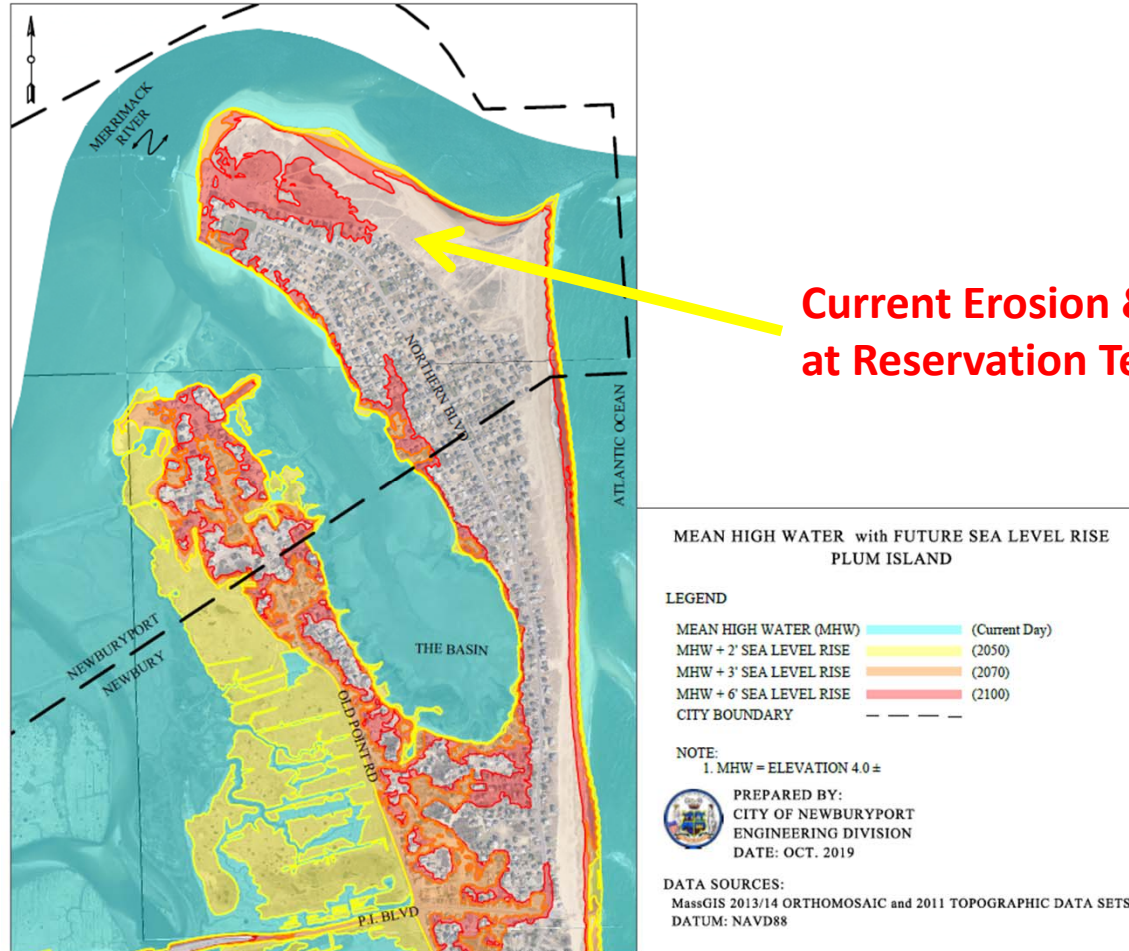 MERRIMACK
RIVER
NORTHERN BLVD
ATLANTIC OCEAN
THE BASIN
NEWBURYPORT
NEWBURY
OLD POINT RD
P.I. BLVD
Current Erosion &
at Reservation Te
MEAN HIGH WATER with FUTURE SEA LEVEL RISE
PLUM ISLAND
LEGEND
MEAN HIGH WATER (MHW) (Current Day)
MHW + 2' SEA LEVEL RISE (2050)
MHW + 3' SEA LEVEL RISE (2070)
MHW + 6' SEA LEVEL RISE (2100)
CITY BOUNDARY
NOTE:
1. MHW = ELEVATION 4.0 ±
PREPARED BY:
CITY OF NEWBURYPORT
ENGINEERING DIVISION
DATE: OCT. 2019
DATA SOURCES:
MassGIS 2013/14 ORTHOMOSAIC and 2011 TOPOGRAPHIC DATA SETS
DATUM: NAVD88